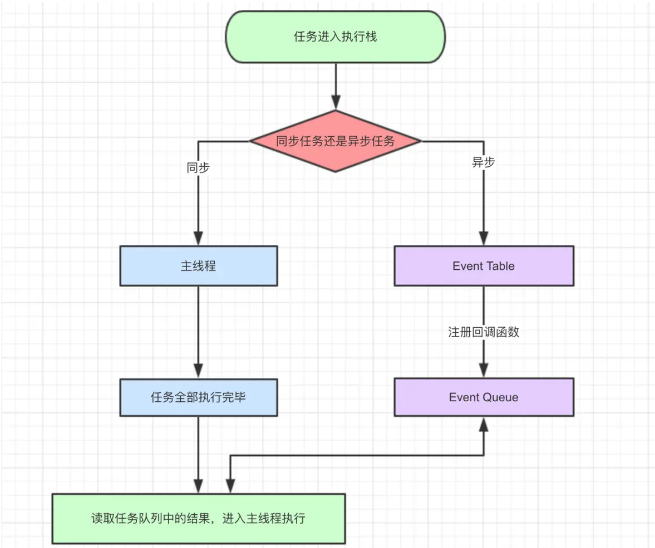 任务进入执行栈
同步任务还是异步任务
同步
异步
主线程
Event Table
注册回调函数
任务全部执行完毕
Event Queue
读取任务队列中的结果，进入主线程执行